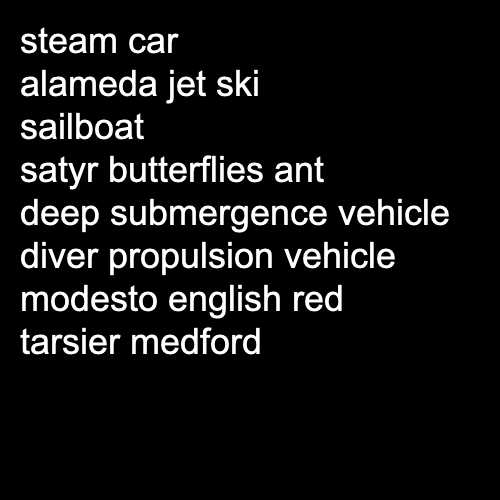 steam car
alameda jet ski
sailboat
satyr butterflies ant
deep submergence vehicle
diver propulsion vehicle
modesto english red
tarsier medford